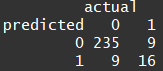 actual
predicted 0 1
0 235 9
1 9 16